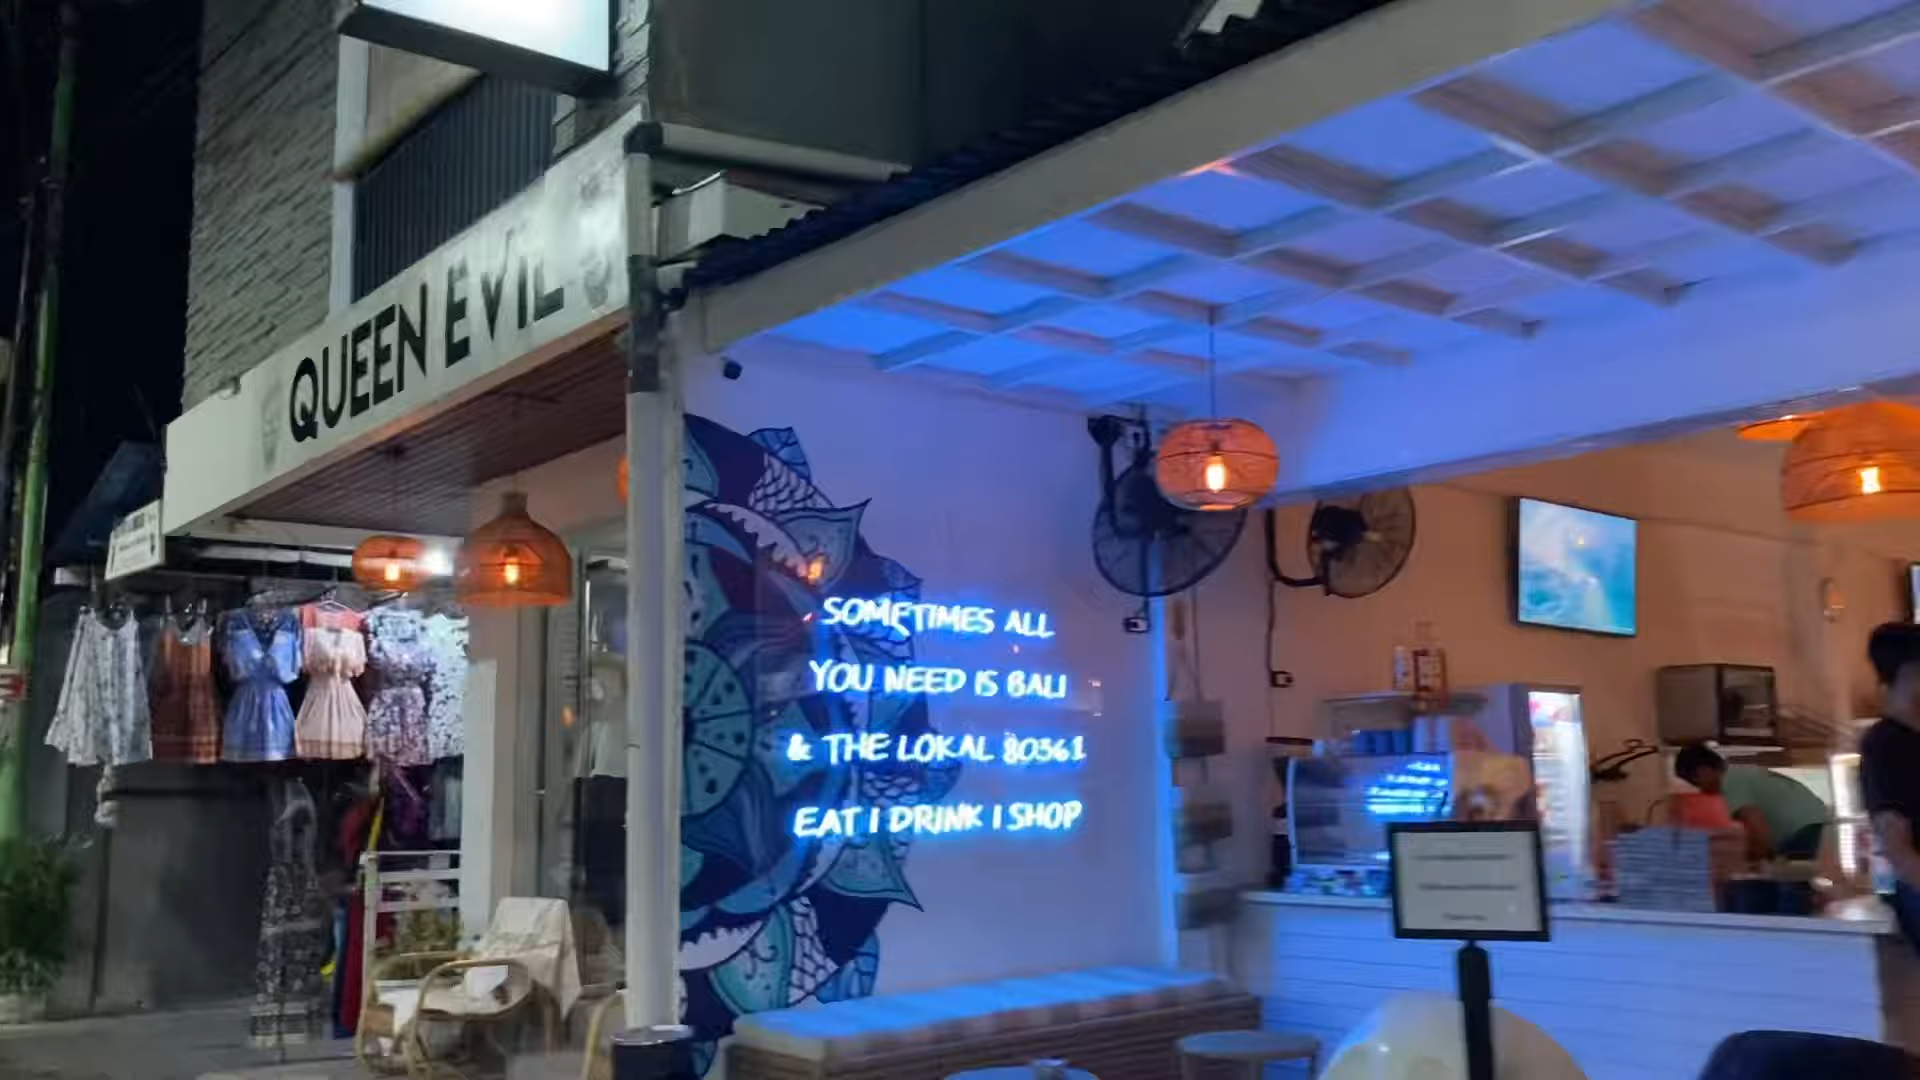 QUEEN EVIL
SOMETIMES ALL
YOU NEED IS BALI
& THE LOKAL 80361
EAT I DRINK I SHOP